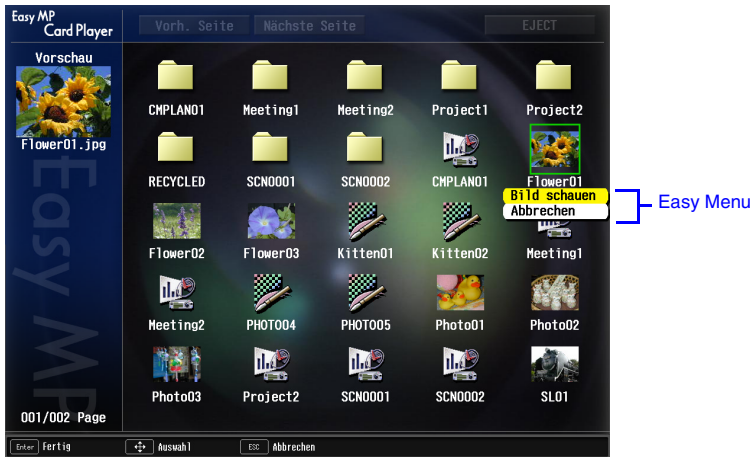 Easy MP
Card Player
Vorh. Seite
Nächste Seite
EJECT
Vorschau
Flower01.jpg
Easy MP
001/002 Page
CMPLAN01
Meeting1
Meeting2
Project1
Project2
RECYCLED
SCN0001
SCN0002
CMPLAN01
Flower01
Bild schauen
Abbrechen
Easy Menu
Flower02
Flower03
Kitten01
Kitten02
Meeting1
Meeting2
PHOTO04
PHOTO05
Photo01
Photo02
Photo03
Project2
SCN0001
SCN0002
SL01
Enter Fertig
Auswahl
ESC Abbrechen